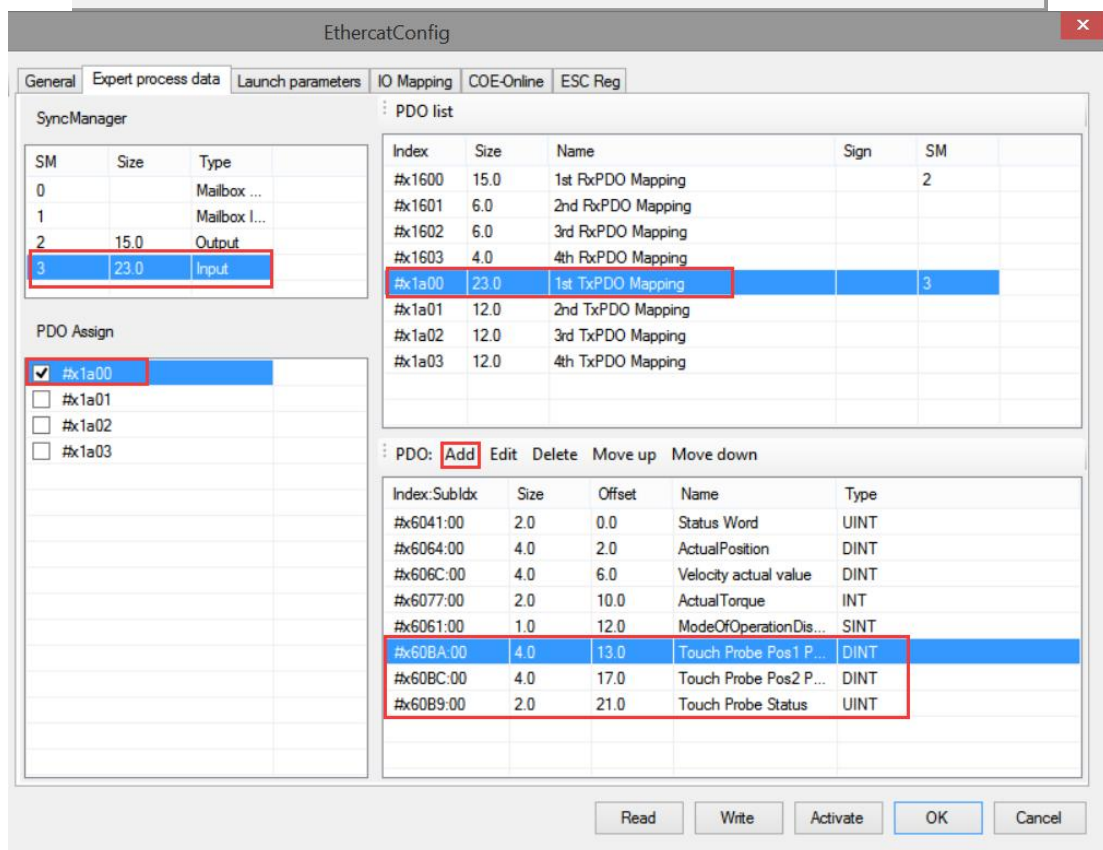 EthercatConfig
General Expert process data Launch parameters IO Mapping COE-Online ESC Reg
SyncManager
SM Size Type
0 Mailbox ...
1 Mailbox I...
2 15.0 Output
3 23.0 Input
PDO Assign
#x1a00
#x1a01
#x1a02
#x1a03
PDO list
Index Size Name Sign SM
#x1600 15.0 1st RxPDO Mapping 2
#x1601 6.0 2nd RxPDO Mapping
#x1602 6.0 3rd RxPDO Mapping
#x1603 4.0 4th RxPDO Mapping
#x1a00 23.0 1st TxPDO Mapping 3
#x1a01 12.0 2nd TxPDO Mapping
#x1a02 12.0 3rd TxPDO Mapping
#x1a03 12.0 4th TxPDO Mapping
PDO: Add Edit Delete Move up Move down
Index:SubIdx Size Offset Name Type
#x6041:00 2.0 0.0 Status Word UINT
#x6064:00 4.0 2.0 ActualPosition DINT
#x606C:00 4.0 6.0 Velocity actual value DINT
#x6077:00 2.0 10.0 ActualTorque INT
#x6061:00 1.0 12.0 ModeOfOperationDis... SINT
#x60BA:00 4.0 13.0 Touch Probe Pos1 P... DINT
#x60BC:00 4.0 17.0 Touch Probe Pos2 P... DINT
#x60B9:00 2.0 21.0 Touch Probe Status UINT
Read Write Activate OK Cancel